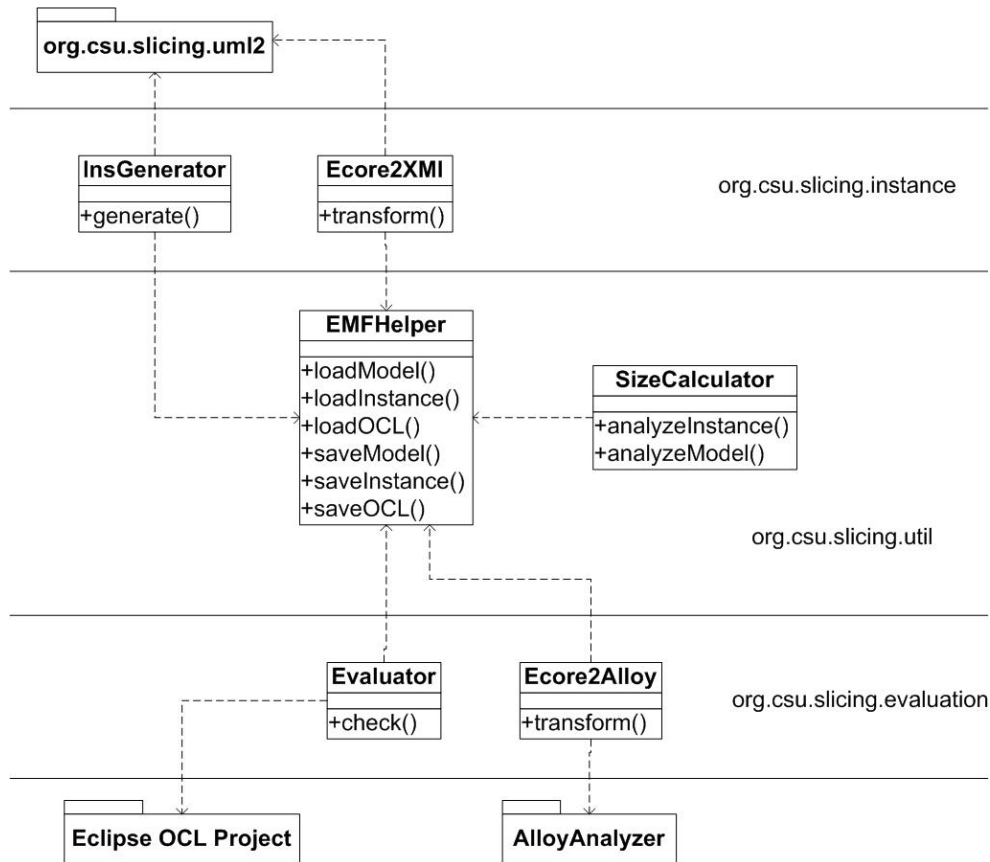 org.csu.slicing.uml2
InsGenerator
+generate()
Ecore2XMI
+transform()
org.csu.slicing.instance
EMFHelper
+loadModel()
+loadInstance()
+loadOCL()
+saveModel()
+saveInstance()
+saveOCL()
SizeCalculator
+analyzeInstance()
+analyzeModel()
org.csu.slicing.util
Evaluator
+check()
Ecore2Alloy
+transform()
org.csu.slicing.evaluation
Eclipse OCL Project
AlloyAnalyzer